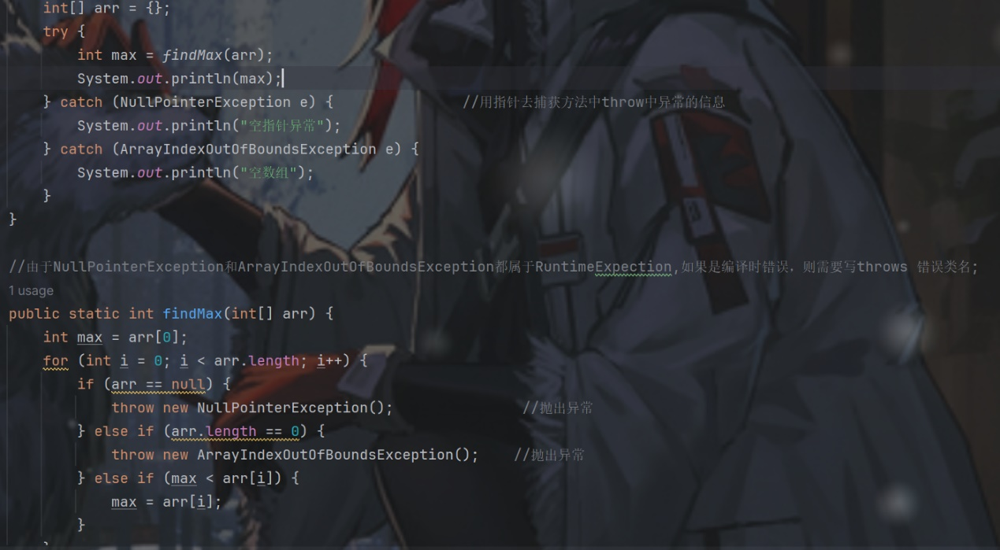 int[] arr = {};
try {
int max = findMax(arr);
System.out.println(max);
} catch (NullPointerException e) { //用指针去捕获方法中throw中异常的信息
System.out.println("空指针异常");
} catch (ArrayIndexOutOfBoundsException e) {
System.out.println("空数组");
}
}
//由于NullPointerException和ArrayIndexOutOfBoundsException都属于RuntimeExpection,如果是编译时错误.则需要写throws 错误类名;
1 usage
public static int findMax(int[] arr) {
int max = arr[0];
for (int i = 0; i < arr.length; i++) {
if (arr == null) {
throw new NullPointerException(); //抛出异常
} else if (arr.length == 0) {
throw new ArrayIndexOutOfBoundsException(); //抛出异常
} else if (max < arr[i]) {
max = arr[i];
}
}